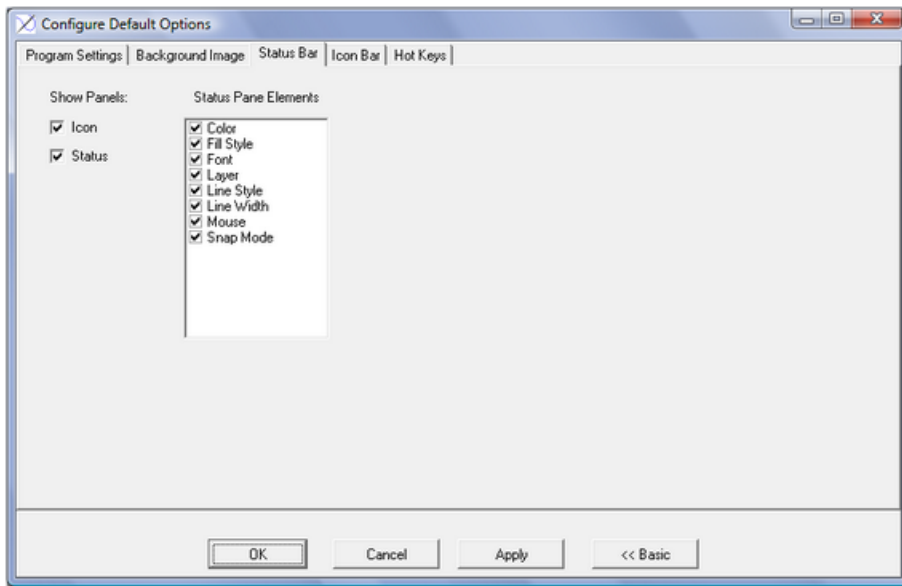 Configure Default Options
Program Settings Background Image Status Bar Icon Bar Hot Keys
Show Panels: Status Pane Elements
Icon
Status
Color
Fill Style
Font
Layer
Line Style
Line Width
Mouse
Snap Mode
OK Cancel Apply << Basic